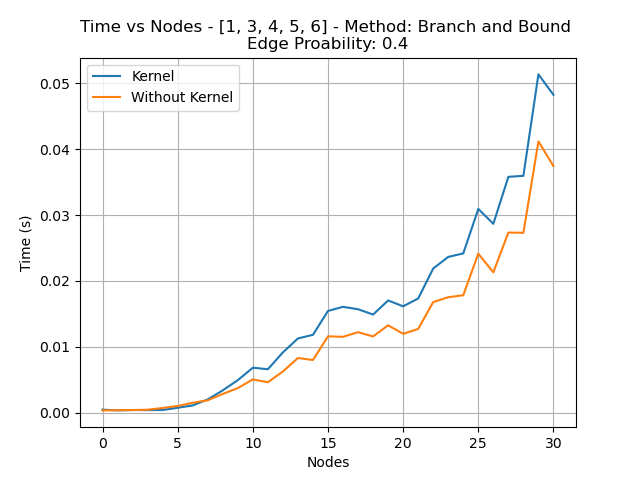 Time vs Nodes - [1, 3, 4, 5, 6] - Method: Branch and Bound
Edge Proability: 0.4
Kernel
Without Kernel
0.05
0.04
0.03
0.02
0.01
0.00
Time (s)
0 5 10 15 20 25 30
Nodes